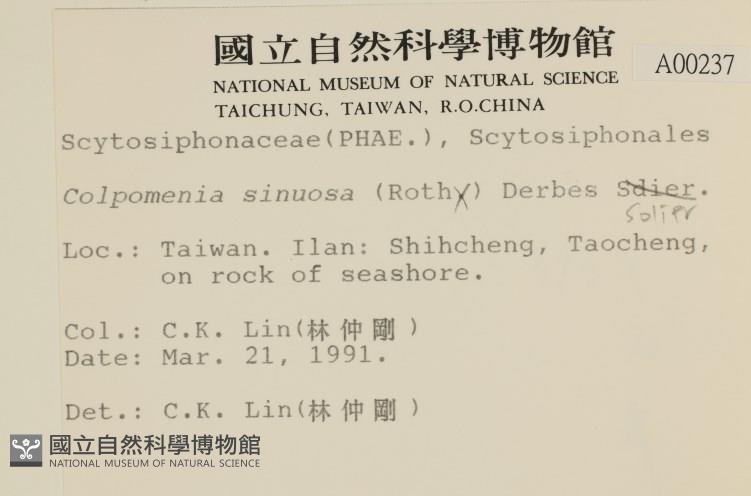 國立自然科學博物館
NATIONAL MUSEUM OF NATURAL SCIENCE
TAICHUNG, TAIWAN, R.O.CHINA
A00237
Scytosiphonaceae(PHAE.), Scytosiphonales
Colpomenia sinuosa (Roth) Derbes Sdier.
Solier
Loc.: Taiwan. Ilan: Shihcheng, Taocheng,
on rock of seashore.
Col.: C.K. Lin(林仲剛)
Date: Mar. 21, 1991.
Det.: C.K. Lin(林仲剛)
國立自然科學博物館
NATIONAL MUSEUM OF NATURAL SCIENCE